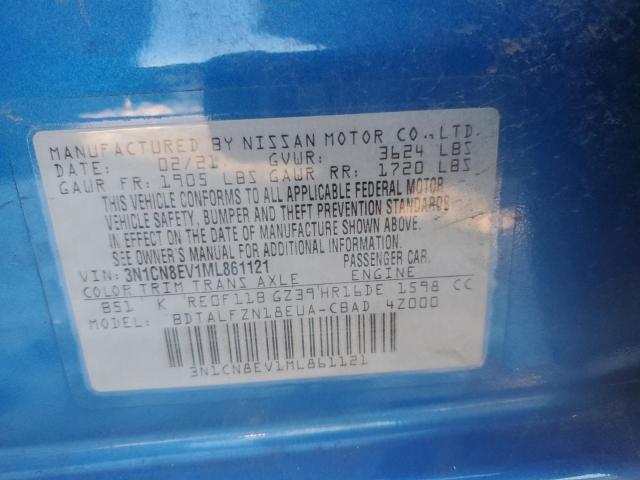 MANUFACTURED BY NISSAN MOTOR CO.,LTD.
DATE: 02/21 GVWR: 3624 LBS
GAWR FR: 1905 LBS GAWR RR: 1720 LBS
THIS VEHICLE CONFORMS TO ALL APPLICABLE FEDERAL MOTOR
VEHICLE SAFETY, BUMPER AND THEFT PREVENTION STANDARDS
IN EFFECT ON THE DATE OF MANUFACTURE SHOWN ABOVE.
SEE OWNER'S MANUAL FOR ADDITIONAL INFORMATION.
VIN: 3N1CN8EV1ML861121 PASSENGER CAR.
COLOR TRIM TRANS AXLE ENGINE
B51 K RE0F11B GZ39 HR16DE 1598 CC
MODEL: BDTALFZN18EUA-CBAD 4Z000
3N1CN8EV1ML861121